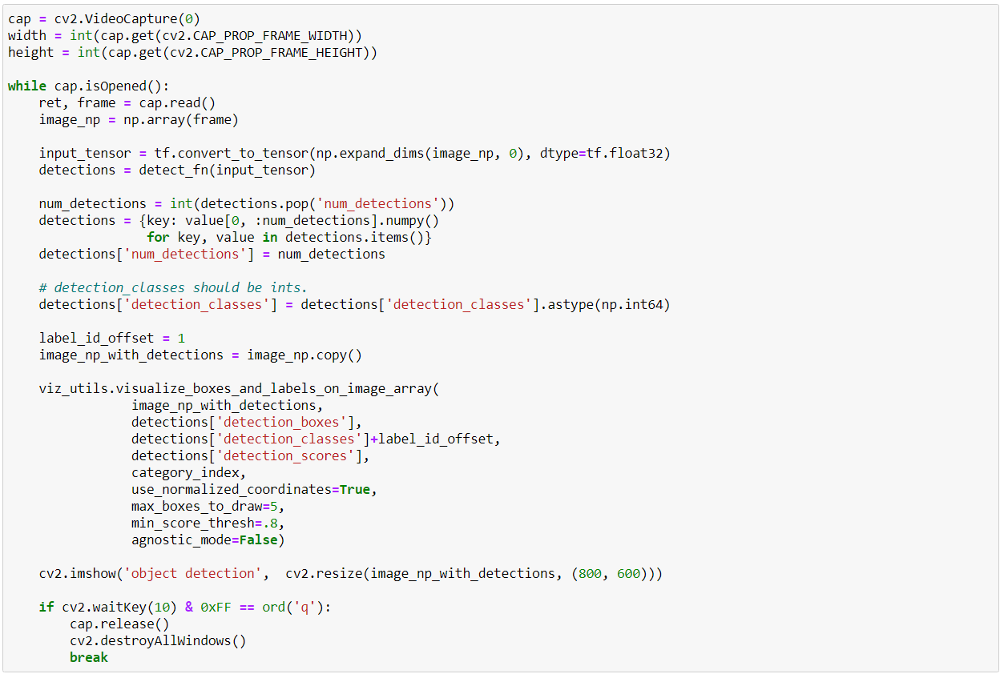 cap = cv2.VideoCapture(0)
width = int(cap.get(cv2.CAP_PROP_FRAME_WIDTH))
height = int(cap.get(cv2.CAP_PROP_FRAME_HEIGHT))

while cap.isOpened():
    ret, frame = cap.read()
    image_np = np.array(frame)

    input_tensor = tf.convert_to_tensor(np.expand_dims(image_np, 0), dtype=tf.float32)
    detections = detect_fn(input_tensor)

    num_detections = int(detections.pop('num_detections'))
    detections = {key: value[0, :num_detections].numpy()
                  for key, value in detections.items()}
    detections['num_detections'] = num_detections

    # detection_classes should be ints.
    detections['detection_classes'] = detections['detection_classes'].astype(np.int64)

    label_id_offset = 1
    image_np_with_detections = image_np.copy()

    viz_utils.visualize_boxes_and_labels_on_image_array(
                image_np_with_detections,
                detections['detection_boxes'],
                detections['detection_classes']+label_id_offset,
                detections['detection_scores'],
                category_index,
                use_normalized_coordinates=True,
                max_boxes_to_draw=5,
                min_score_thresh=.8,
                agnostic_mode=False)

    cv2.imshow('object detection',  cv2.resize(image_np_with_detections, (800, 600)))

    if cv2.waitKey(10) & 0xFF == ord('q'):
        cap.release()
        cv2.destroyAllWindows()
        break